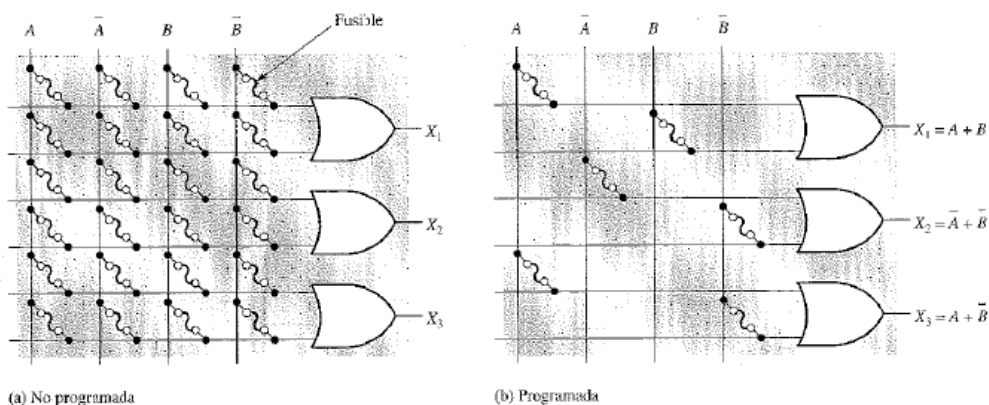 A Ā B B̄ Fusible
X₁
X₂
X₃
(a) No programada
A Ā B B̄
X₁ = A + B
X₂ = Ā + B̄
X₃ = A + B̄
(b) Programada